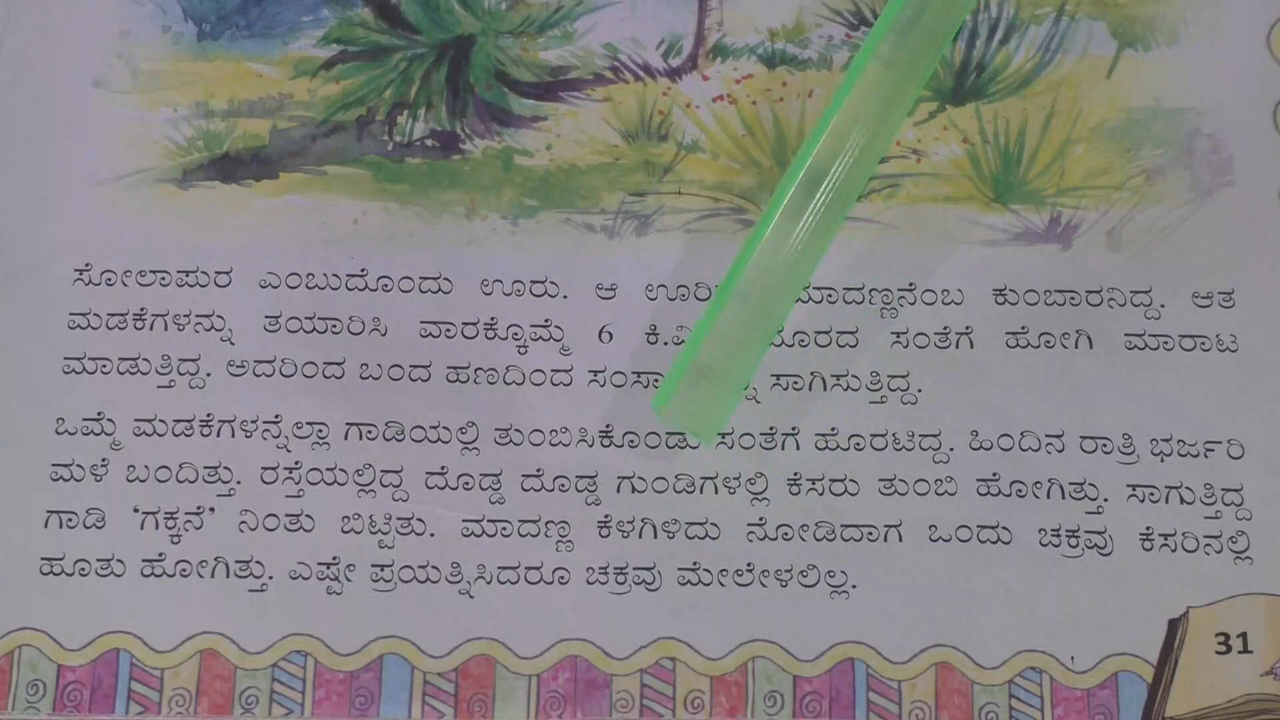 ಸೋಲಾಪುರ ಎಂಬುದೊಂದು ಊರು. ಆ ಮಾದಣ್ಣನೆಂಬ ಕುಂಬಾರನಿದ್ದ. ಆತ
ಮಡಕೆಗಳನ್ನು ತಯಾರಿಸಿ ವಾರಕ್ಕೊಮ್ಮೆ 6 ದೂರದ ಸಂತೆಗೆ ಹೋಗಿ ಮಾರಾಟ
ಮಾಡುತ್ತಿದ್ದ. ಅದರಿಂದ ಬಂದ ಹಣದಿಂದ ಸಾಗಿಸುತ್ತಿದ್ದ.
ಒಮ್ಮೆ ಮಡಕೆಗಳನ್ನೆಲ್ಲಾ ಗಾಡಿಯಲ್ಲಿ ತುಂಬಿಸಿಕೊಂಡು ಸಂತೆಗೆ ಹೊರಟಿದ್ದ. ಹಿಂದಿನ ರಾತ್ರಿ ಭರ್ಜರಿ
ಮಳೆ ಬಂದಿತ್ತು. ರಸ್ತೆಯಲ್ಲಿದ್ದ ದೊಡ್ಡ ದೊಡ್ಡ ಗುಂಡಿಗಳಲ್ಲಿ ಕೆಸರು ತುಂಬಿ ಹೋಗಿತ್ತು. ಸಾಗುತ್ತಿದ್ದ
ಗಾಡಿ ‘ಗಕ್ಕನೆ’ ನಿಂತು ಬಿಟ್ಟಿತು. ಮಾದಣ್ಣ ಕೆಳಗಿಳಿದು ನೋಡಿದಾಗ ಒಂದು ಚಕ್ರವು ಕೆಸರಿನಲ್ಲಿ
ಹೂತು ಹೋಗಿತ್ತು. ಎಷ್ಟೇ ಪ್ರಯತ್ನಿಸಿದರೂ ಚಕ್ರವು ಮೇಲೇಳಲಿಲ್ಲ.
31